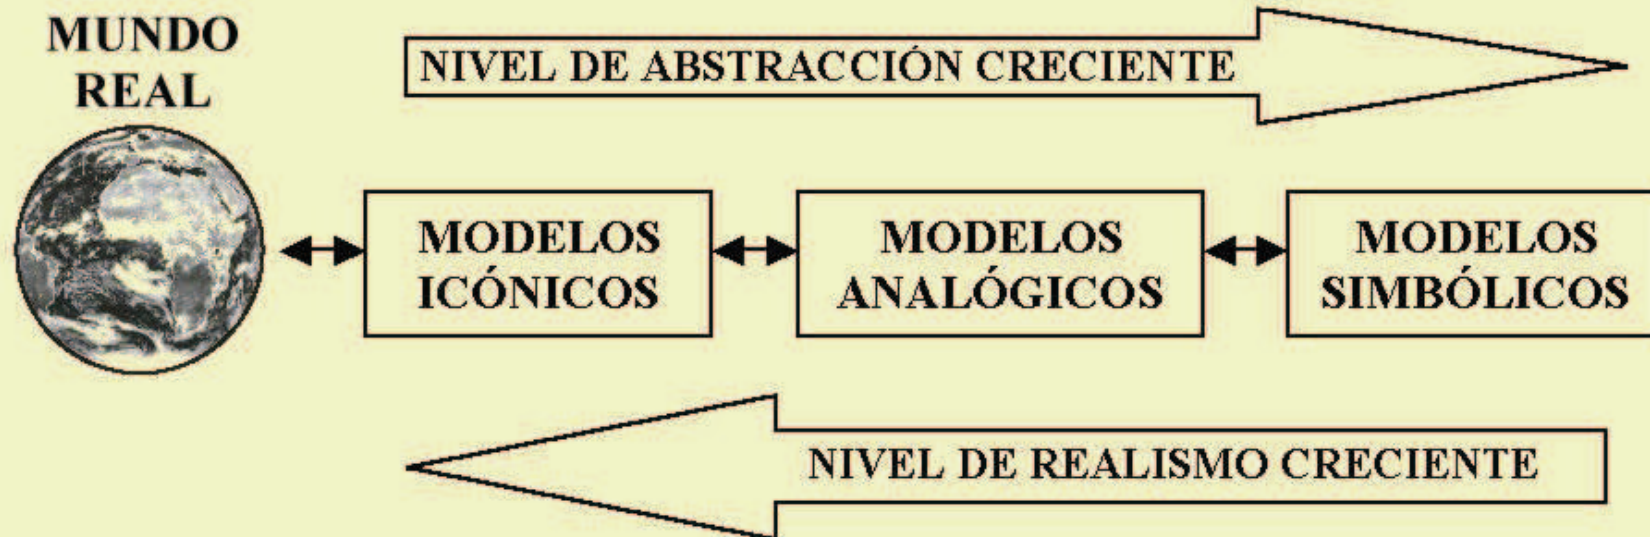 MUNDO
REAL
NIVEL DE ABSTRACCIÓN CRECIENTE
MODELOS
ICÓNICOS
MODELOS
ANALÓGICOS
MODELOS
SIMBÓLICOS
NIVEL DE REALISMO CRECIENTE